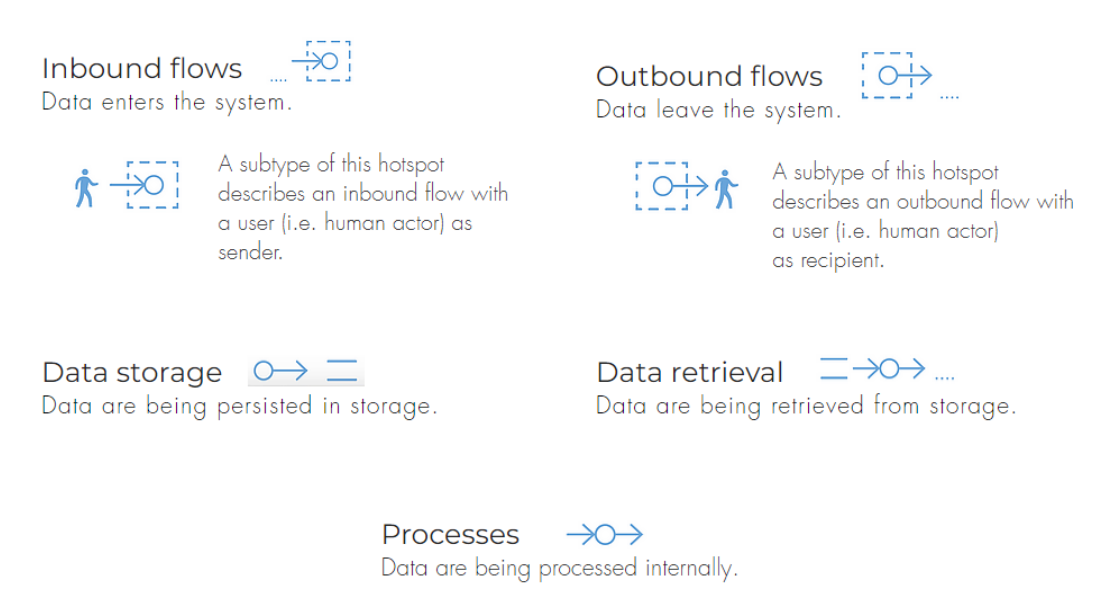 Inbound flows ....
Data enters the system.
A subtype of this hotspot
describes an inbound flow with
a user (i.e. human actor) as
sender.
Outbound flows ....
Data leave the system.
A subtype of this hotspot
describes an outbound flow with
a user (i.e. human actor)
as recipient.
Data storage
Data are being persisted in storage.
Data retrieval ....
Data are being retrieved from storage.
Processes
Data are being processed internally.